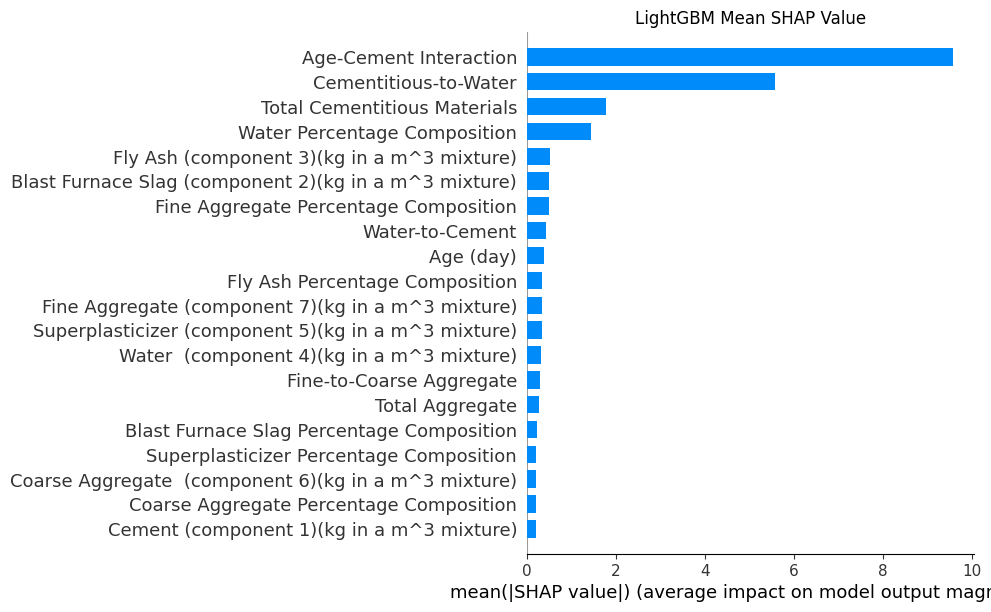 LightGBM Mean SHAP Value
Age-Cement Interaction
Cementitious-to-Water
Total Cementitious Materials
Water Percentage Composition
Fly Ash (component 3)(kg in a m^3 mixture)
Blast Furnace Slag (component 2)(kg in a m^3 mixture)
Fine Aggregate Percentage Composition
Water-to-Cement
Age (day)
Fly Ash Percentage Composition
Fine Aggregate (component 7)(kg in a m^3 mixture)
Superplasticizer (component 5)(kg in a m^3 mixture)
Water  (component 4)(kg in a m^3 mixture)
Fine-to-Coarse Aggregate
Total Aggregate
Blast Furnace Slag Percentage Composition
Superplasticizer Percentage Composition
Coarse Aggregate  (component 6)(kg in a m^3 mixture)
Coarse Aggregate Percentage Composition
Cement (component 1)(kg in a m^3 mixture)
0 2 4 6 8 10
mean(|SHAP value|) (average impact on model output magn